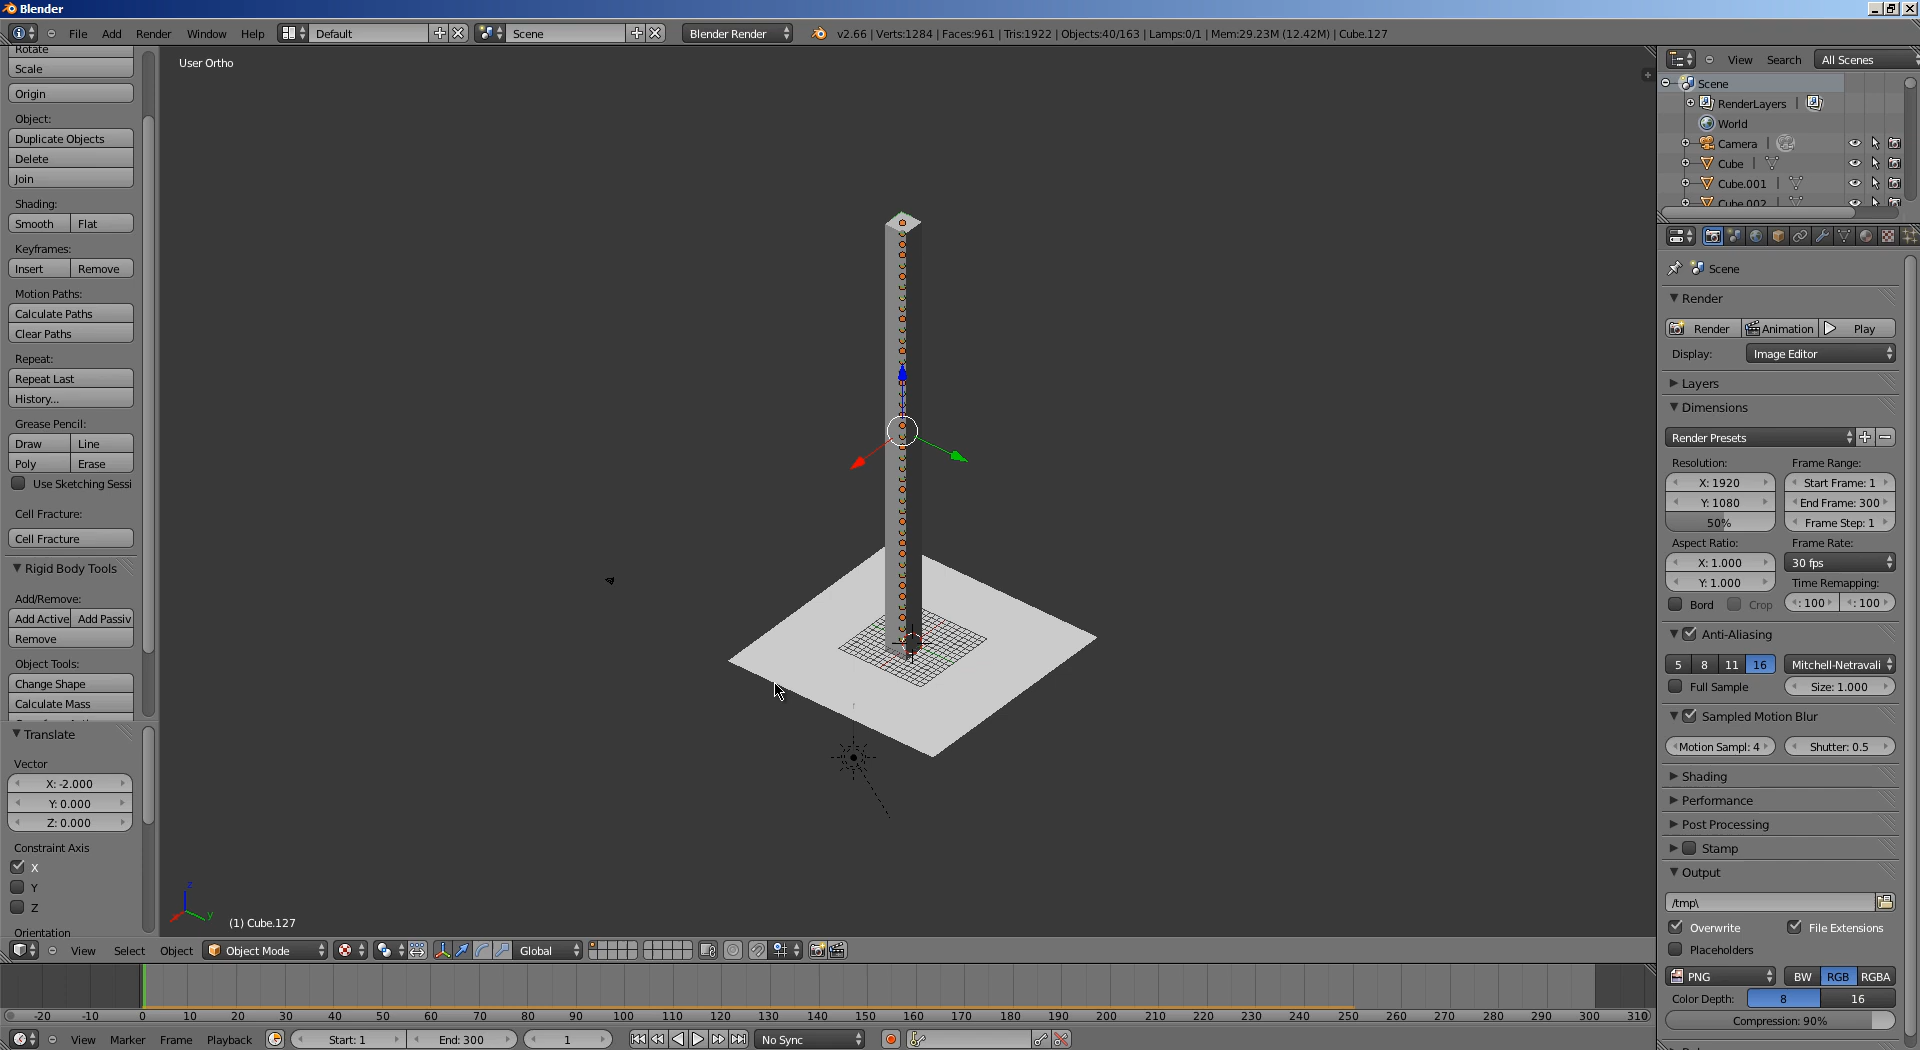 Blender
File Add Render Window Help Default Scene Blender Render v2.66 | Verts:1284 | Faces:961 | Tris:1922 | Objects:40/163 | Lamps:0/1 | Mem:29.23M (12.42M) | Cube.127
Rotate
Scale
Origin
Object:
Duplicate Objects
Delete
Join
Shading:
Smooth Flat
Keyframes:
Insert Remove
Motion Paths:
Calculate Paths
Clear Paths
Repeat:
Repeat Last
History...
Grease Pencil:
Draw Line
Poly Erase
Use Sketching Sessi
Cell Fracture:
Cell Fracture
Rigid Body Tools
Add/Remove:
Add Active Add Passiv
Remove
Object Tools:
Change Shape
Calculate Mass
Translate
Vector
X: -2.000
Y: 0.000
Z: 0.000
Constraint Axis
X
Y
Z
Orientation
User Ortho
z
y
(1) Cube.127
View Select Object Object Mode Global
-20 -10 0 10 20 30 40 50 60 70 80 90 100 110 120 130 140 150 160 170 180 190 200 210 220 230 240 250 260 270 280 290 300 310
View Marker Frame Playback Start: 1 End: 300 1 No Sync
View Search All Scenes
Scene
RenderLayers |
World
Camera |
Cube |
Cube.001 |
Cube.002 |
Scene
Render
Render Animation Play
Display: Image Editor
Layers
Dimensions
Render Presets
Resolution: Frame Range:
X: 1920 Start Frame: 1
Y: 1080 End Frame: 300
50% Frame Step: 1
Aspect Ratio: Frame Rate:
X: 1.000 30 fps
Y: 1.000 Time Remapping:
Bord Crop : 100 : 100
Anti-Aliasing
5 8 11 16 Mitchell-Netravali
Full Sample Size: 1.000
Sampled Motion Blur
Motion Sampl: 4 Shutter: 0.5
Shading
Performance
Post Processing
Stamp
Output
/tmp\
Overwrite File Extensions
Placeholders
PNG BW RGB RGBA
Color Depth: 8 16
Compression: 90%